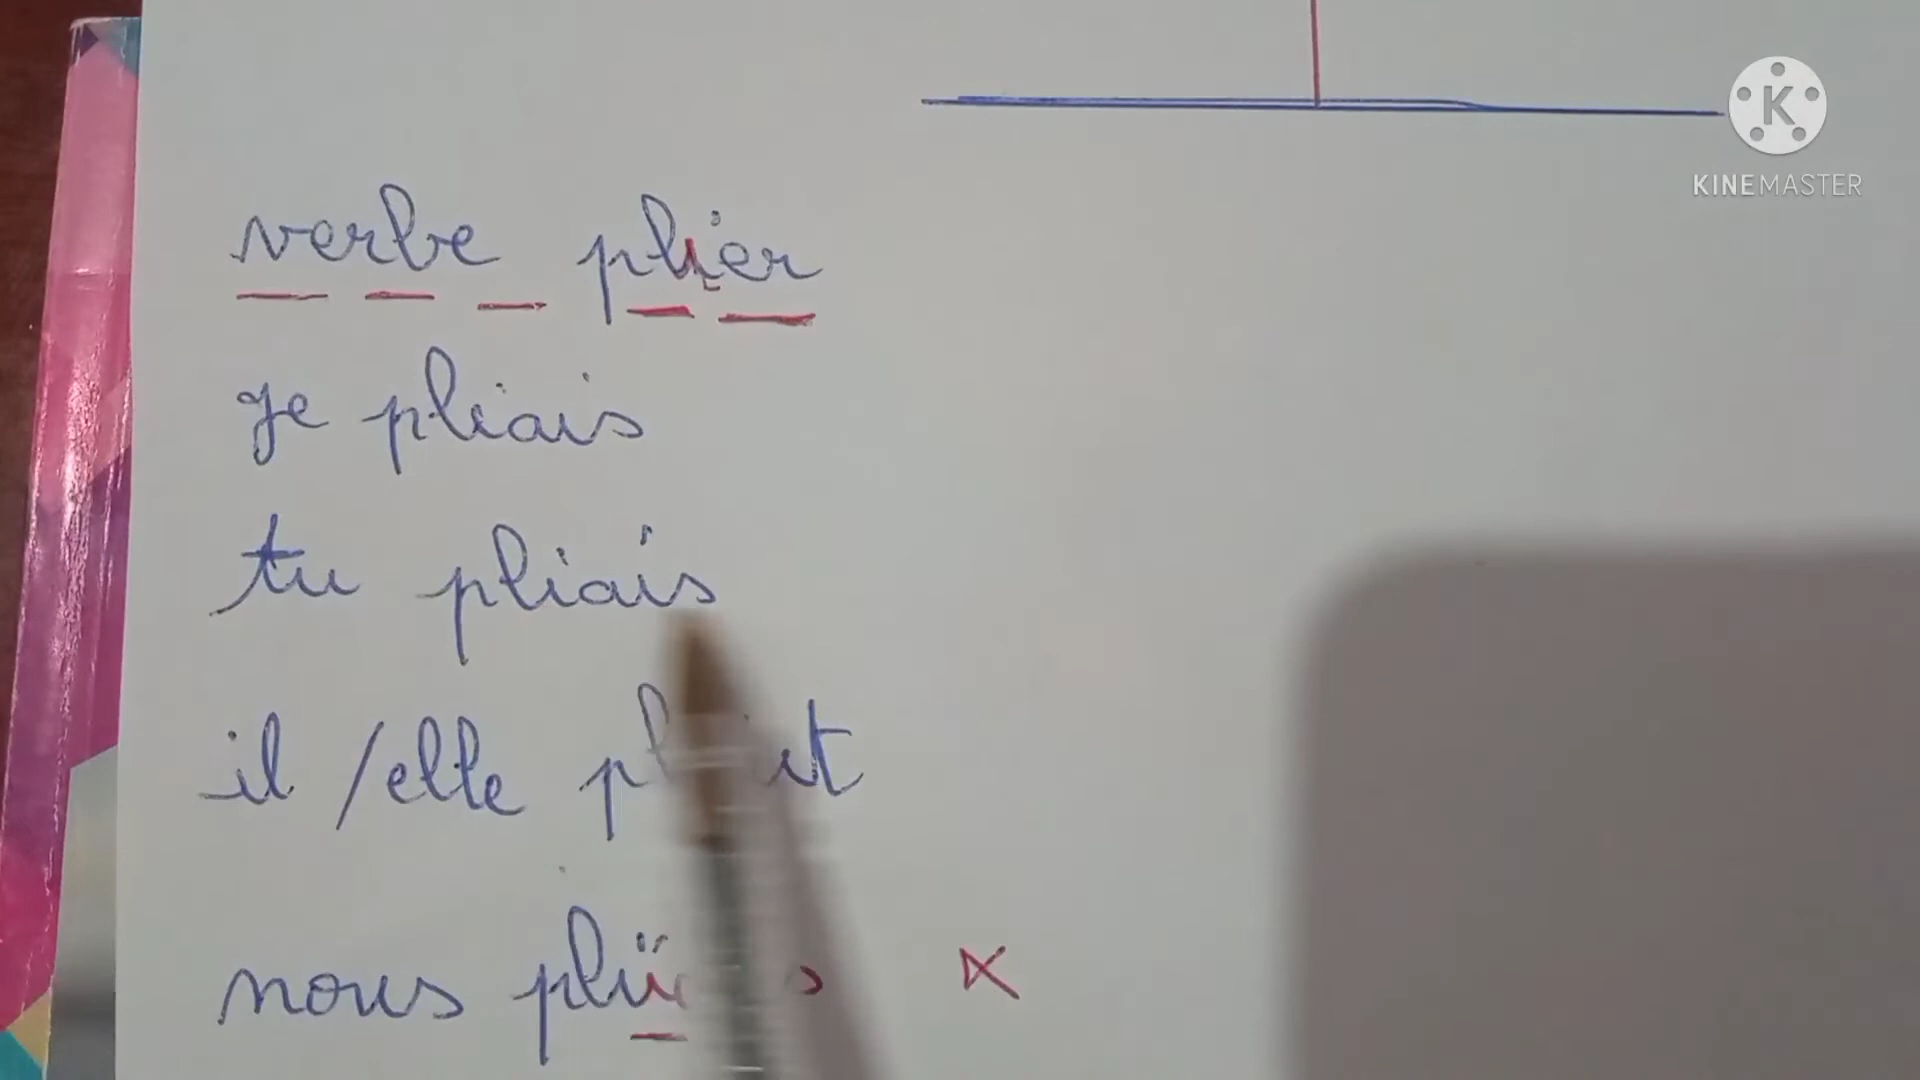 K
KINEMASTER
verbe plier
je pliais
tu pliais
il /elle
nous